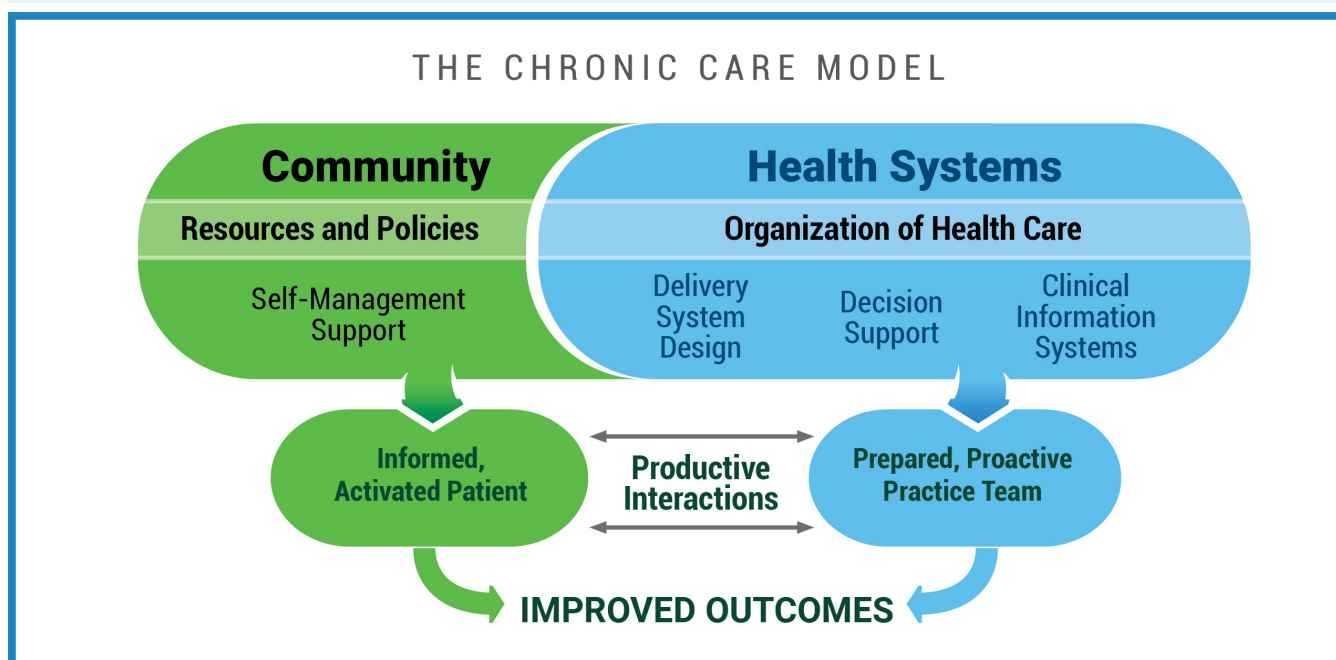 THE CHRONIC CARE MODEL
Community
Health Systems
Resources and Policies
Organization of Health Care
Self-Management
Support
Delivery
System
Design
Decision
Support
Clinical
Information
Systems
Informed,
Activated Patient
Productive
Interactions
Prepared, Proactive
Practice Team
IMPROVED OUTCOMES